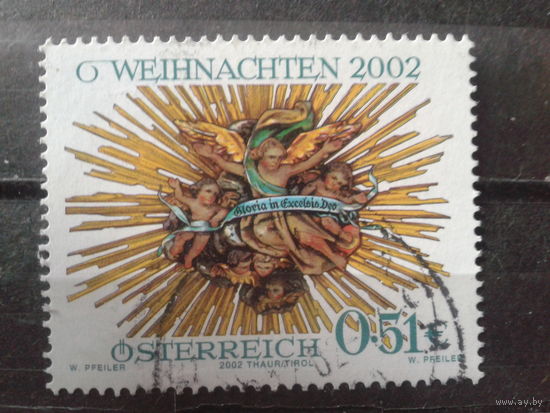 WEIHNACHTEN 2002
Gloria in Excelsis Deo
ÖSTERREICH
0.51€
W. PFEILER
2002 THAUR/TIROL
W. PFEILER
www.ay.by